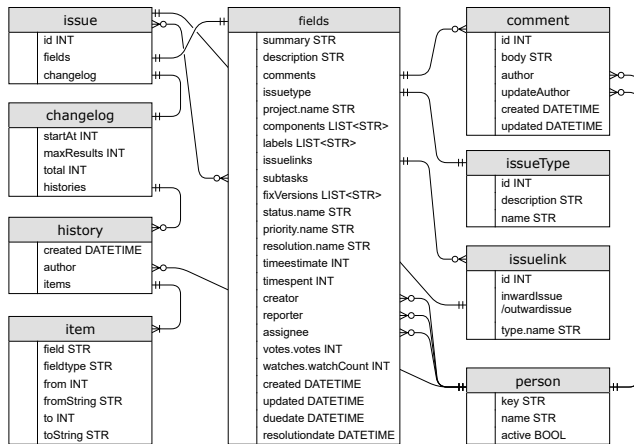 issue
id INT
fields
changelog
changelog
startAt INT
maxResults INT
total INT
histories
history
created DATETIME
author
items
item
field STR
fieldtype STR
from INT
fromString STR
to INT
toString STR
fields
summary STR
description STR
comments
issuetype
project.name STR
components LIST<STR>
labels LIST<STR>
issuelinks
subtasks
fixVersions LIST<STR>
status.name STR
priority.name STR
resolution.name STR
timeestimate INT
timespent INT
creator
reporter
assignee
votes.votes INT
watches.watchCount INT
created DATETIME
updated DATETIME
duedate DATETIME
resolutiondate DATETIME
comment
id INT
body STR
author
updateAuthor
created DATETIME
updated DATETIME
issueType
id INT
description STR
name STR
issuelink
id INT
inwardIssue
/outwardissue
type.name STR
person
key STR
name STR
active BOOL